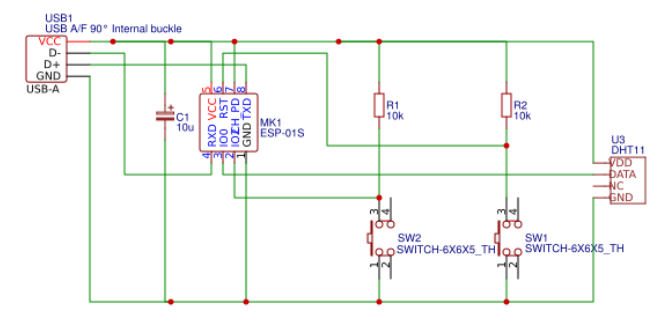 USB1
USB A/F 90° Internal buckle
VCC
D-
D+
GND
USB-A
C1
10u
+
5 6 7 8
VCC RST CH_PD TXD
RXD IO0 IO2 GND
4 3 2 1
MK1
ESP-01S
R1
10k
R2
10k
U3
DHT11
VDD
DATA
NC
GND
3 4
1 2
SW2
SWITCH-6X6X5_TH
3 4
1 2
SW1
SWITCH-6X6X5_TH